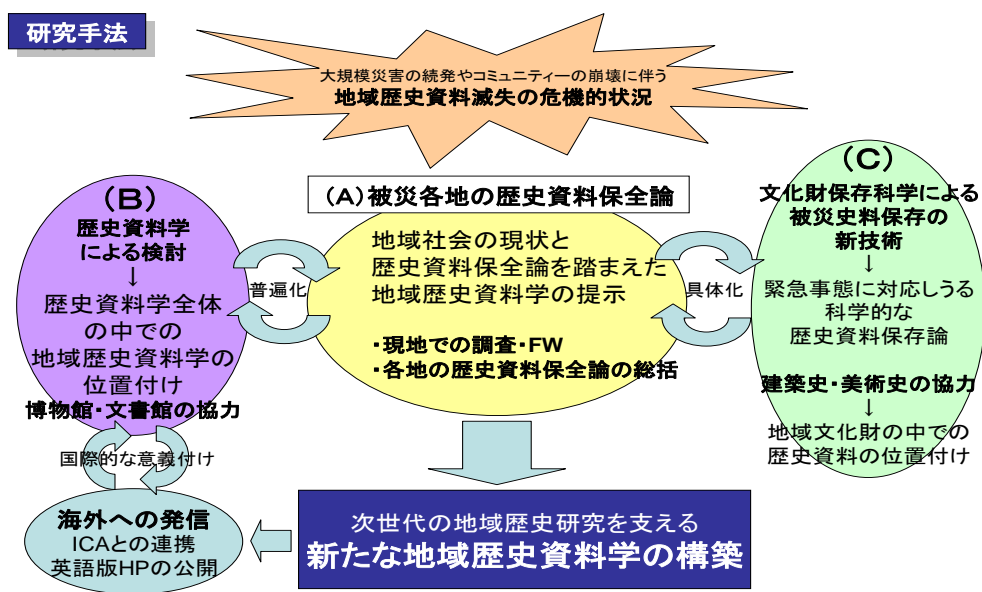 研究手法
大規模災害の続発やコミュニティーの崩壊に伴う
地域歴史資料滅失の危機的状況
(A)被災各地の歴史資料保全論
地域社会の現状と
歴史資料保全論を踏まえた
地域歴史資料学の提示
・現地での調査・FW
・各地の歴史資料保全論の総括
(B)
歴史資料学
による検討
↓
歴史資料学全体
の中での
地域歴史資料学の
位置付け
博物館・文書館の協力
普遍化
具体化
(C)
文化財保存科学による
被災史料保存の
新技術
↓
緊急事態に対応しうる
科学的な
歴史資料保存論
建築史・美術史の協力
↓
地域文化財の中での
歴史資料の位置付け
国際的な意義付け
海外への発信
ICAとの連携
英語版HPの公開
次世代の地域歴史研究を支える
新たな地域歴史資料学の構築